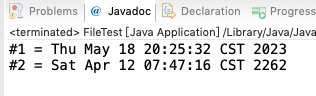 Problems @ Javadoc Declaration Progress
<terminated> FileTest [Java Application] /Library/Java/Java
#1 = Thu May 18 20:25:32 CST 2023
#2 = Sat Apr 12 07:47:16 CST 2262